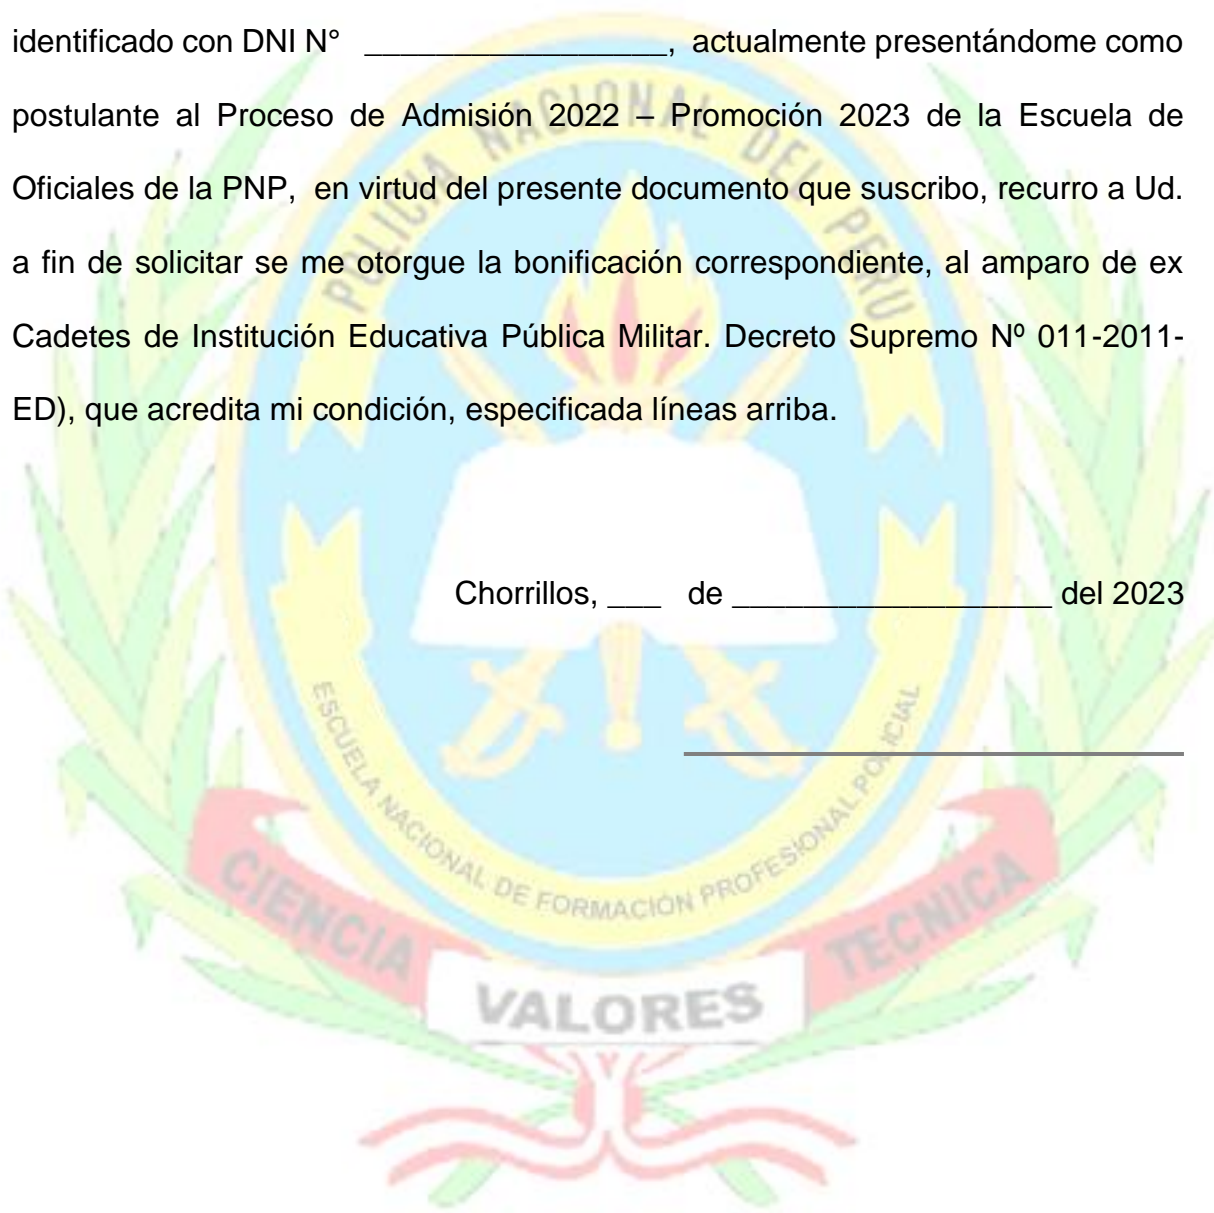 identificado con DNI N° _________________, actualmente presentándome como
postulante al Proceso de Admisión 2022 – Promoción 2023 de la Escuela de
Oficiales de la PNP, en virtud del presente documento que suscribo, recurro a Ud.
a fin de solicitar se me otorgue la bonificación correspondiente, al amparo de ex
Cadetes de Institución Educativa Pública Militar. Decreto Supremo Nº 011-2011-
ED), que acredita mi condición, especificada líneas arriba.
Chorrillos, ___ de __________________ del 2023
POLICIA NACIONAL DEL PERU
ESCUELA NACIONAL DE FORMACIÓN PROFESIONAL POLICIAL
CIENCIA
VALORES
TECNICA